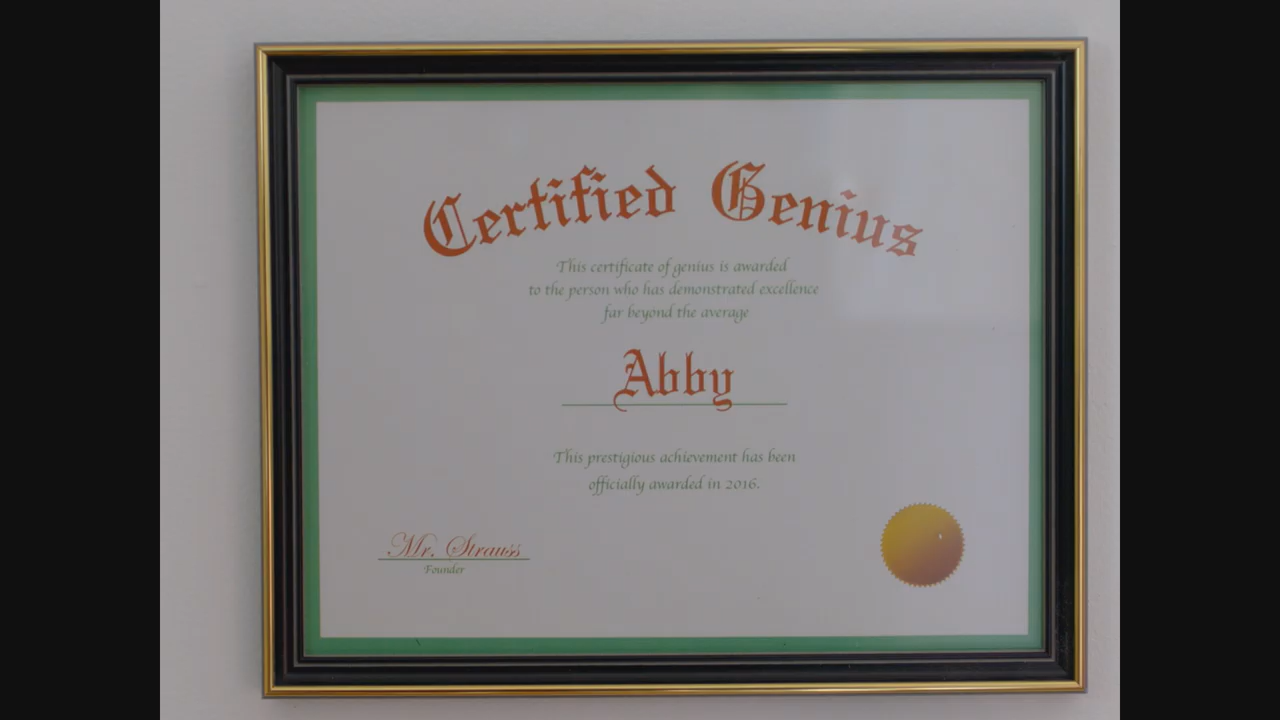 Certified Genius
This certificate of genius is awarded
to the person who has demonstrated excellence
far beyond the average
Abby
This prestigious achievement has been
officially awarded in 2016.
Mr. Strauss
Founder